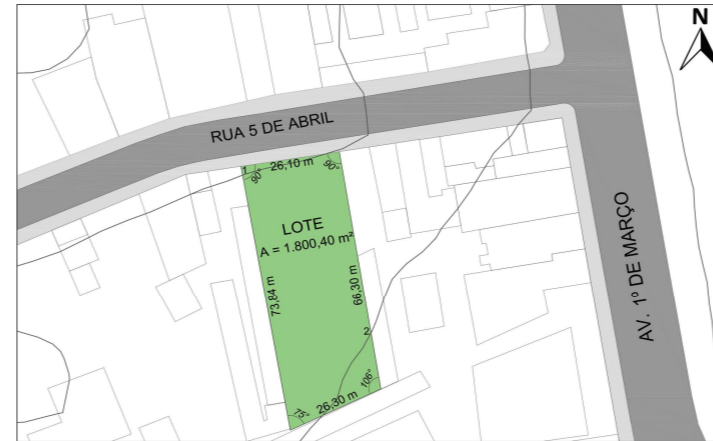 N
RUA 5 DE ABRIL
1
26,10 m
90°
90°
LOTE
A = 1.800,40 m²
73,84 m
66,30 m
AV. 1º DE MARÇO
2
106°
26,30 m
75°